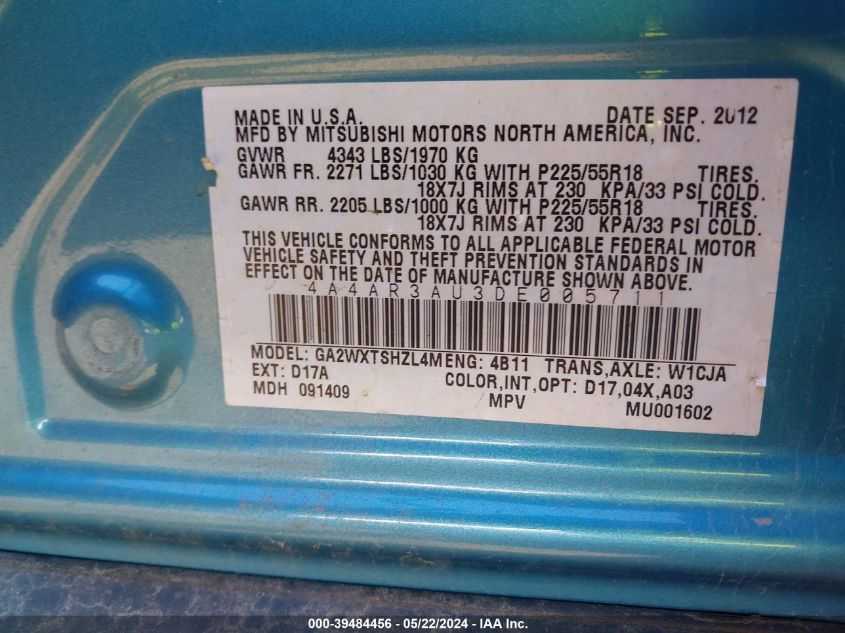 MADE IN U.S.A. DATE SEP. 2012
MFD BY MITSUBISHI MOTORS NORTH AMERICA, INC.
GVWR 4343 LBS/1970 KG
GAWR FR. 2271 LBS/1030 KG WITH P225/55R18 TIRES.
18X7J RIMS AT 230 KPA/33 PSI COLD.
GAWR RR. 2205 LBS/1000 KG WITH P225/55R18 TIRES.
18X7J RIMS AT 230 KPA/33 PSI COLD.
THIS VEHICLE CONFORMS TO ALL APPLICABLE FEDERAL MOTOR
VEHICLE SAFETY AND THEFT PREVENTION STANDARDS IN
EFFECT ON THE DATE OF MANUFACTURE SHOWN ABOVE.
4A4AR3AU3DE005711
MODEL: GA2WXTSHZL4M ENG: 4B11 TRANS,AXLE: W1CJA
EXT: D17A COLOR,INT,OPT: D17,04X,A03
MDH 091409 MPV MU001602
000-39484456 - 05/22/2024 - IAA Inc.